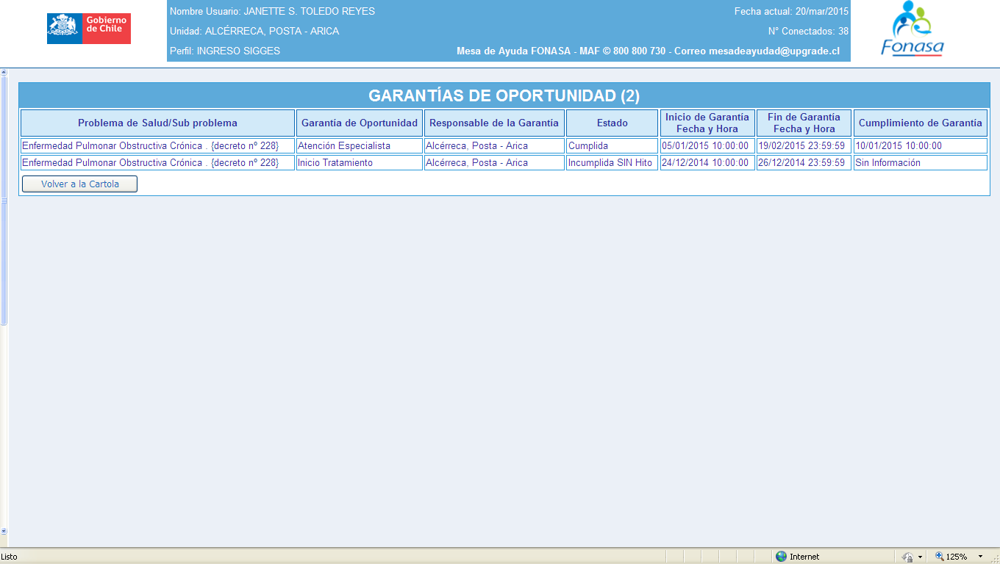 Gobierno
de Chile
Nombre Usuario: JANETTE S. TOLEDO REYES
Fecha actual: 20/mar/2015
Unidad: ALCÉRRECA, POSTA - ARICA
N° Conectados: 38
Perfil: INGRESO SIGGES
Mesa de Ayuda FONASA - MAF © 800 800 730 - Correo mesadeayudad@upgrade.cl
Fonasa
GARANTÍAS DE OPORTUNIDAD (2)
Problema de Salud/Sub problema Garantía de Oportunidad Responsable de la Garantía Estado Inicio de Garantía Fecha y Hora Fin de Garantía Fecha y Hora Cumplimiento de Garantía
Enfermedad Pulmonar Obstructiva Crónica . {decreto nº 228} Atención Especialista Alcérreca, Posta - Arica Cumplida 05/01/2015 10:00:00 19/02/2015 23:59:59 10/01/2015 10:00:00
Enfermedad Pulmonar Obstructiva Crónica . {decreto nº 228} Inicio Tratamiento Alcérreca, Posta - Arica Incumplida SIN Hito 24/12/2014 10:00:00 26/12/2014 23:59:59 Sin Información
Volver a la Cartola
Listo
Internet
125%